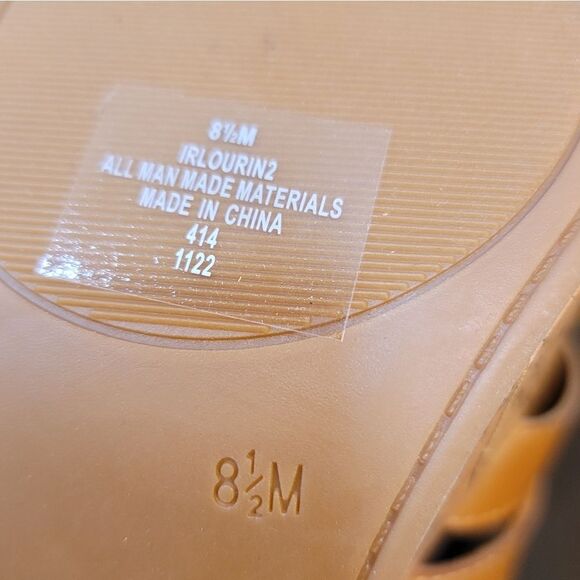 8½M
IRLOURIN2
ALL MAN MADE MATERIALS
MADE IN CHINA
414
1122
8½M